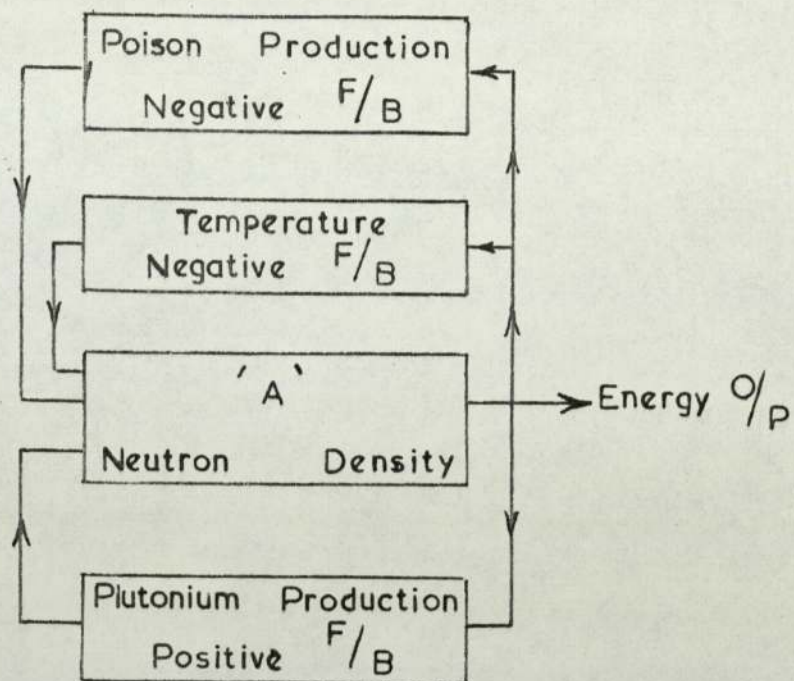 Poison Production
Negative F/B
Temperature
Negative F/B
'A'
Energy O/P
Neutron Density
Plutonium Production
Positive F/B